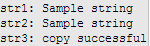 str1: Sample string
str2: Sample string
str3: copy successful